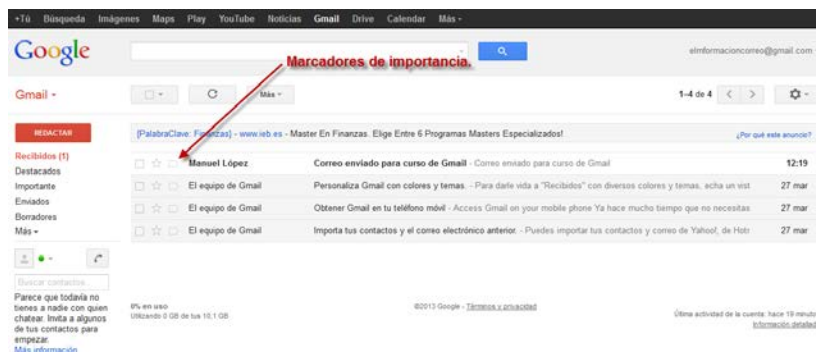 +Tú Búsqueda Imágenes Maps Play YouTube Noticias Gmail Drive Calendar Más
Google
elmformacioncorreo@gmail.com
Marcadores de importancia.
Gmail
Más
1–4 de 4
REDACTAR
[PalabraClave: Finanzas] - www.ieb.es - Master En Finanzas. Elige Entre 6 Programas Masters Especializados!
¿Por qué este anuncio?
Recibidos (1)
Destacados
Importante
Enviados
Borradores
Más
Manuel López Correo enviado para curso de Gmail - Correo enviado para curso de Gmail 12:19
El equipo de Gmail Personaliza Gmail con colores y temas. - Para darle vida a "Recibidos" con diversos colores y temas, echa un vist 27 mar
El equipo de Gmail Obtener Gmail en tu teléfono móvil - Access Gmail on your mobile phone Ya hace mucho tiempo que no necesitas 27 mar
El equipo de Gmail Importa tus contactos y el correo electrónico anterior. - Puedes importar tus contactos y correo de Yahoo!, de Hotr 27 mar
Buscar contactos...
Parece que todavía no
tienes a nadie con quien
chatear. Invita a algunos
de tus contactos para
empezar.
Más información
0% en uso
Utilizando 0 GB de tus 10,1 GB
©2013 Google - Términos y privacidad
Última actividad de la cuenta: hace 19 minuto
Información detallad